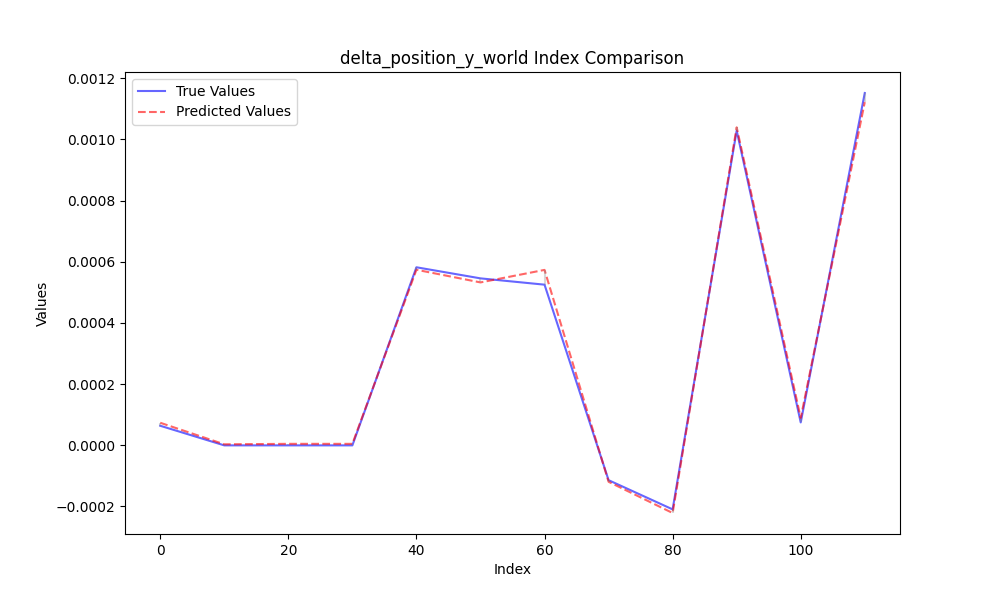 delta_position_y_world Index Comparison
True Values
Predicted Values
0.0012
0.0010
0.0008
0.0006
0.0004
0.0002
0.0000
−0.0002
Values
0 20 40 60 80 100
Index